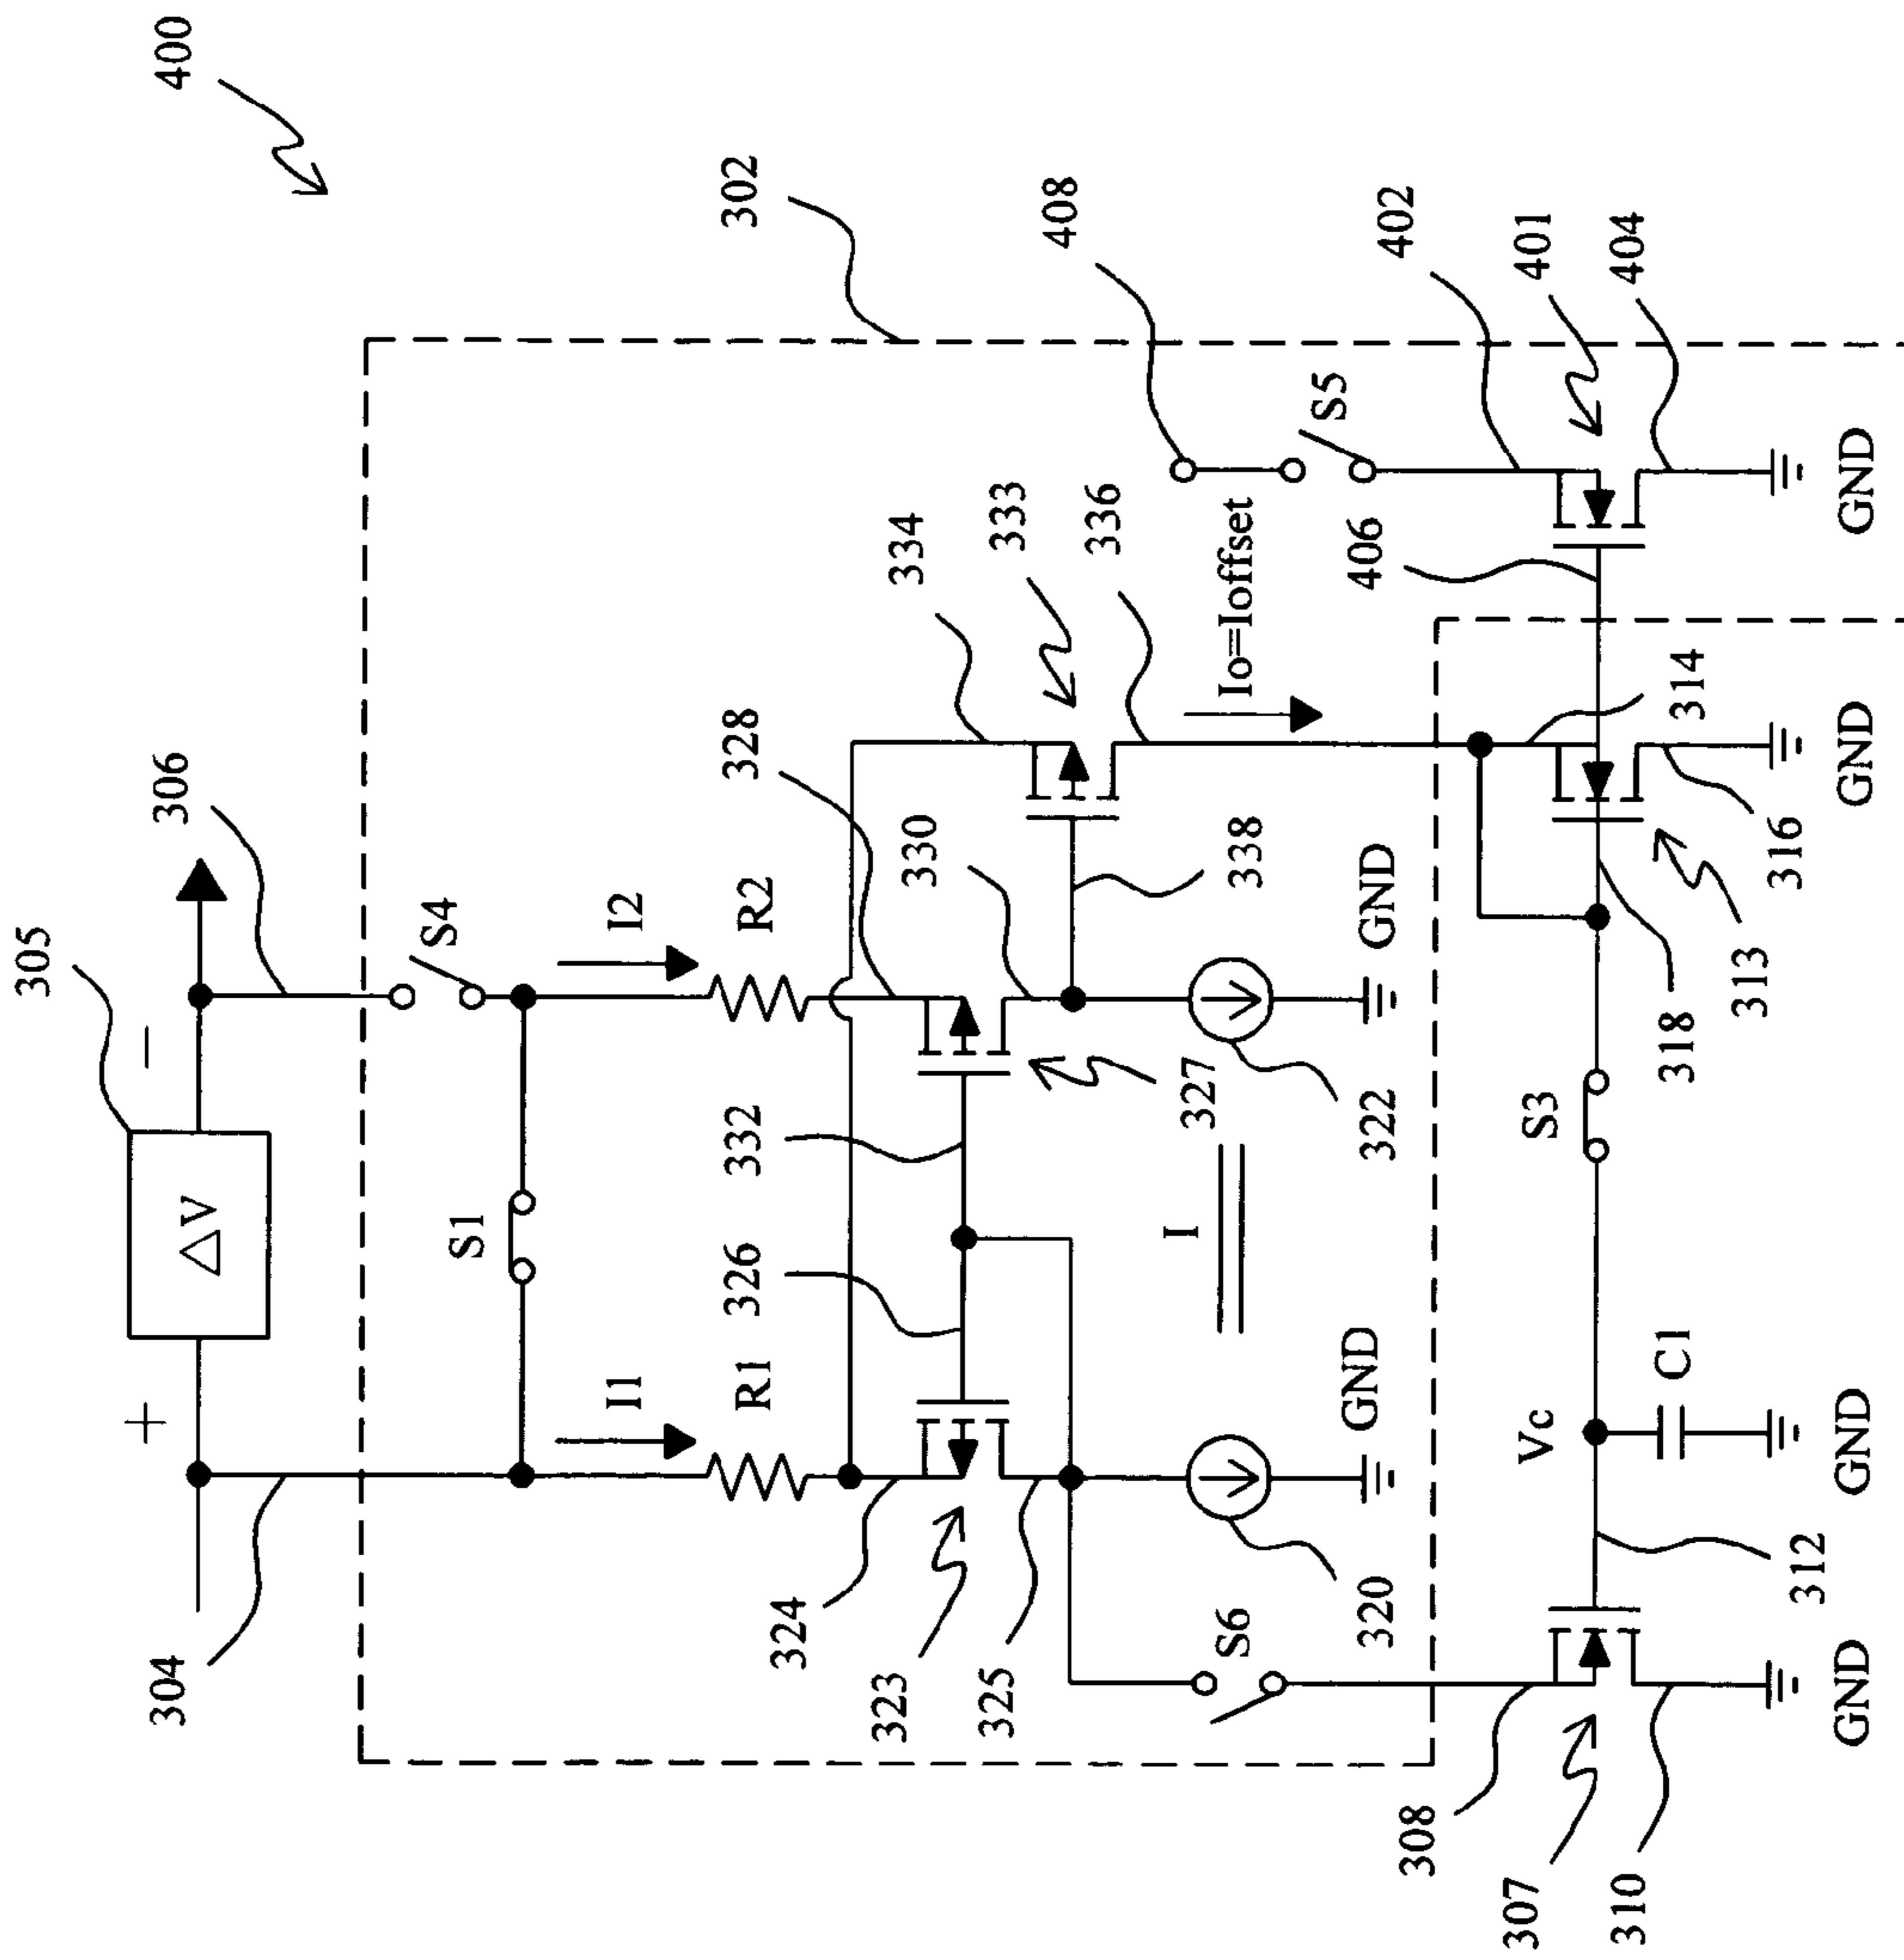 400
305
306
302
+
ΔV
−
304
S4
408
S1
I1
I2
R1
R2
328
334
333
336
S5
402
401
404
324
326
332
330
338
406
Io=Ioffset
323
325
I
327
320
322
GND
GND
S6
GND
308
307
310
Vc
312
C1
S3
318
313
314
316
GND
GND
GND